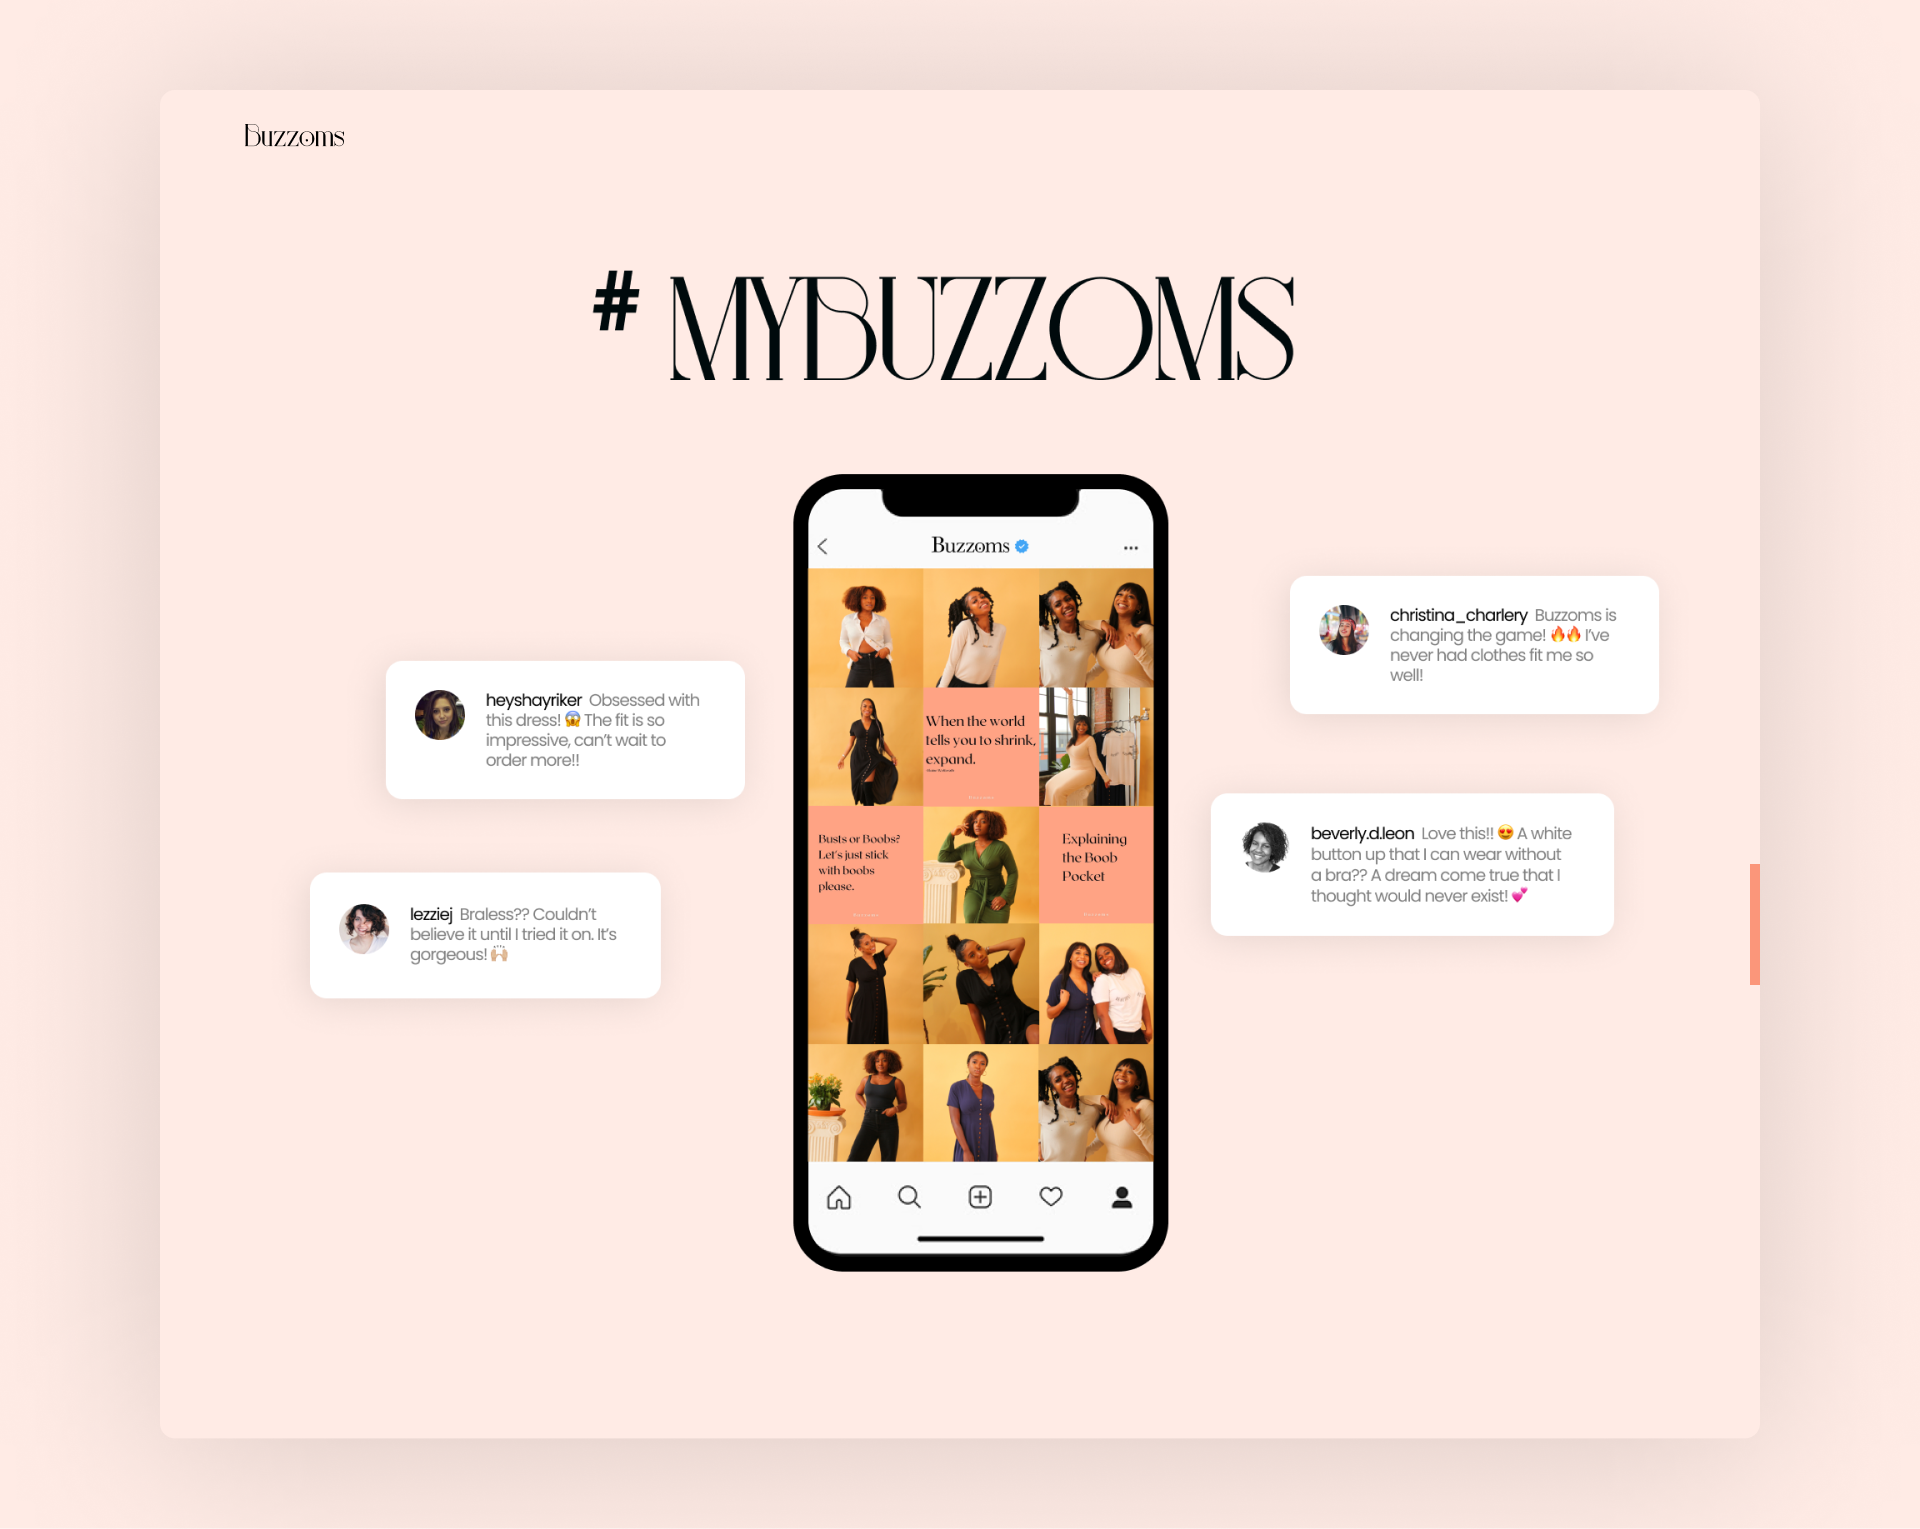 Buzzoms
# MYBUZZOMS
Buzzoms
When the world
tells you to shrink,
expand.
Busts or Boobs?
Let's just stick
with boobs
please.
Explaining
the Boob
Pocket
heyshayriker Obsessed with
this dress! 😱 The fit is so
impressive, can't wait to
order more!!
lezziej Braless?? Couldn't
believe it until I tried it on. It's
gorgeous! 🙌🏼
christina_charlery Buzzoms is
changing the game! 🔥🔥 I've
never had clothes fit me so
well!
beverly.d.leon Love this!! 😍 A white
button up that I can wear without
a bra?? A dream come true that I
thought would never exist! 💕